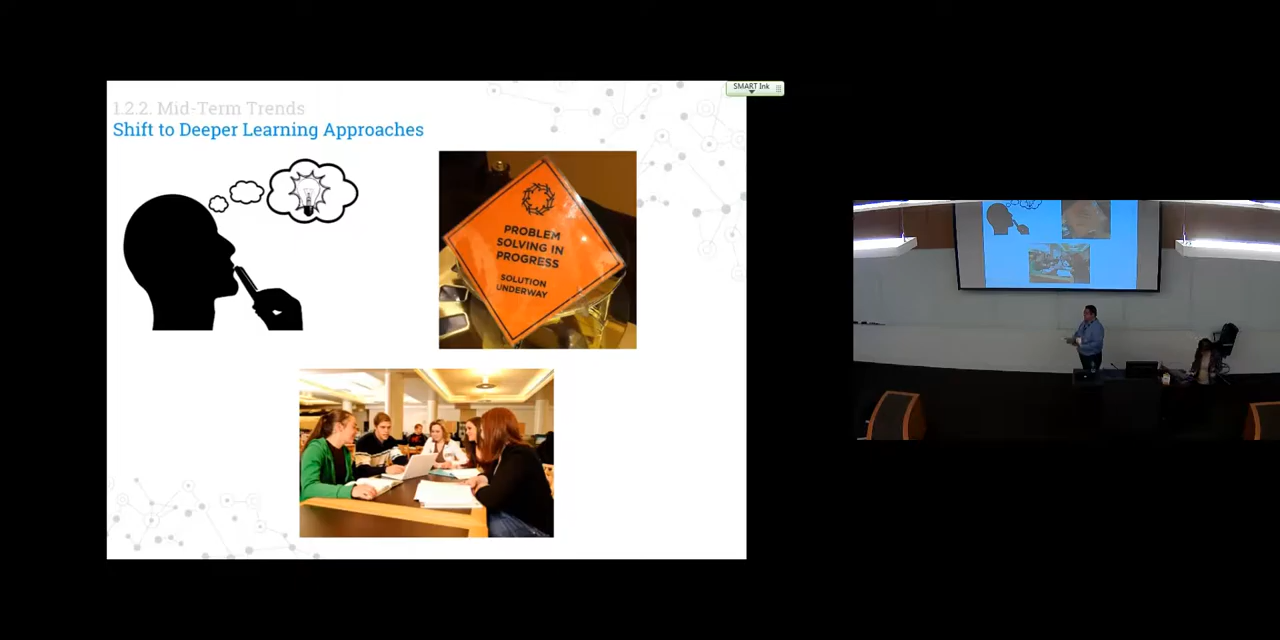 1.2.2. Mid-Term Trends
Shift to Deeper Learning Approaches
SMART Ink
PROBLEM
SOLVING IN
PROGRESS
SOLUTION
UNDERWAY